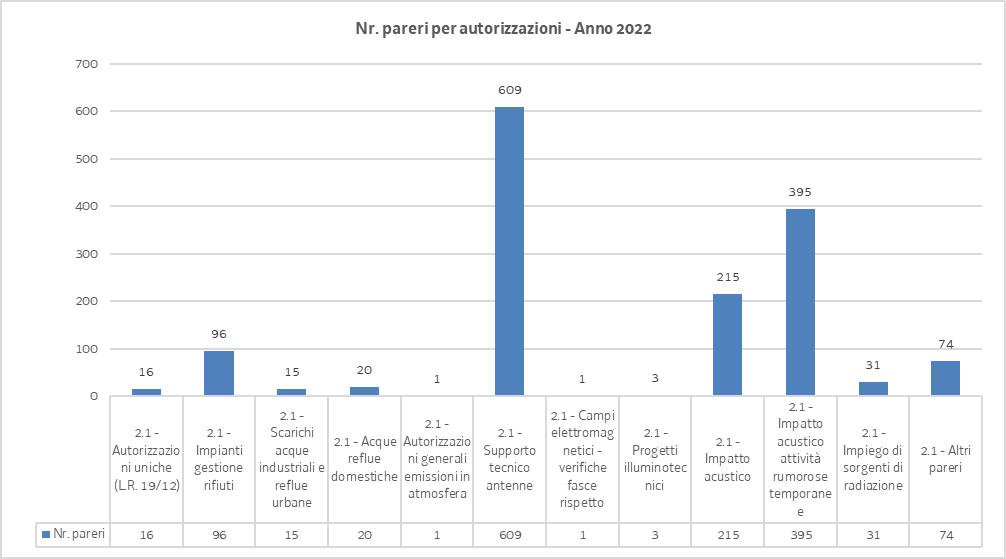 Nr. pareri per autorizzazioni - Anno 2022
700
600
500
400
300
200
100
0
16
96
15
20
1
609
1
3
215
395
31
74
2.1 -
Autorizzazio
ni uniche
(L.R. 19/12)
2.1 -
Impianti
gestione
rifiuti
2.1 -
Scarichi
acque
industriali e
reflue
urbane
2.1 - Acque
reflue
domestiche
2.1 -
Autorizzazio
ni generali
emissioni in
atmosfera
2.1 -
Supporto
tecnico
antenne
2.1 - Campi
elettromag
netici -
verifiche
fasce
rispetto
2.1 -
Progetti
illuminotec
nici
2.1 -
Impatto
acustico
2.1 -
Impatto
acustico
attività
rumorose
temporane
e
2.1 -
Impiego di
sorgenti di
radiazione
2.1 - Altri
pareri
Nr. pareri 16 96 15 20 1 609 1 3 215 395 31 74